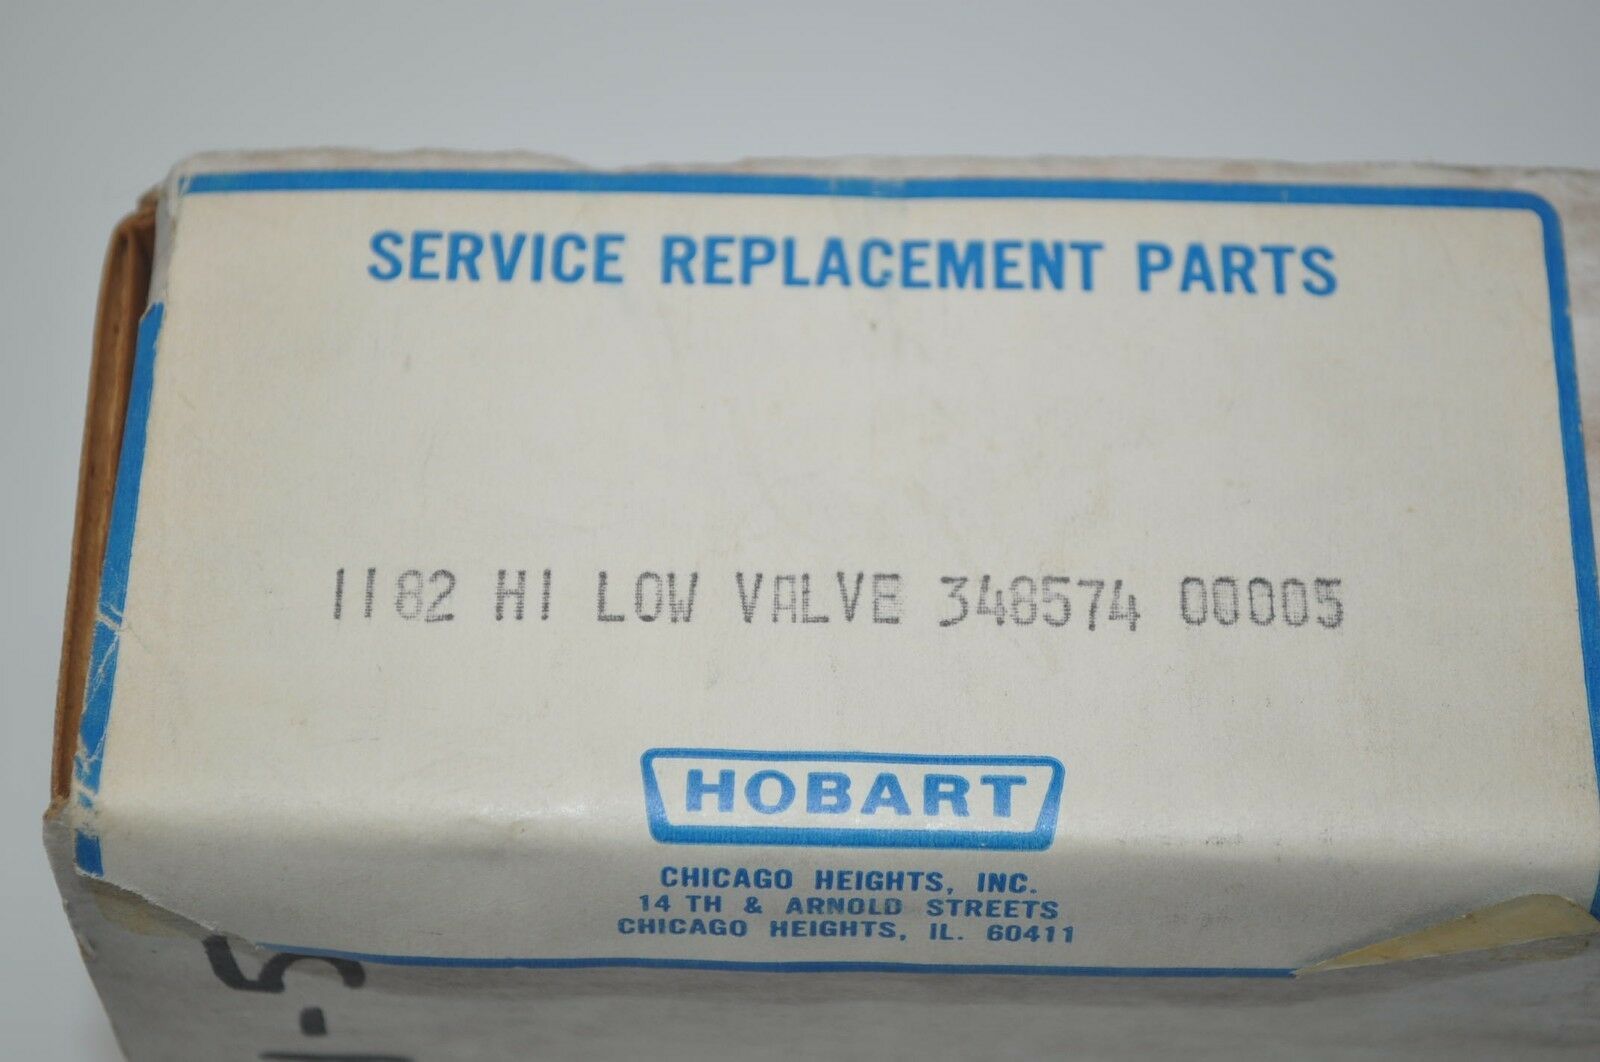 SERVICE REPLACEMENT PARTS
1182 HI LOW VALVE 348574 00005
HOBART
CHICAGO HEIGHTS, INC.
14 TH & ARNOLD STREETS
CHICAGO HEIGHTS, IL. 60411